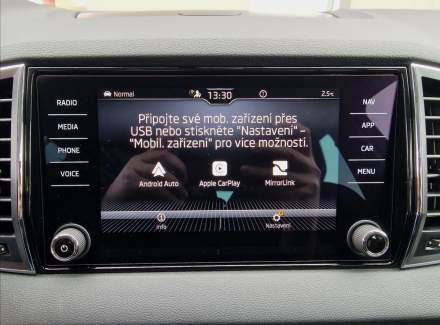 Normal
13:30
2.5°C
RADIO
MEDIA
PHONE
VOICE
Připojte své mob. zařízení přes
USB nebo stiskněte "Nastavení" -
"Mobil. zařízení" pro více možností.
Android Auto
Apple CarPlay
MirrorLink
Info
Nastavení
NAV
APP
CAR
MENU